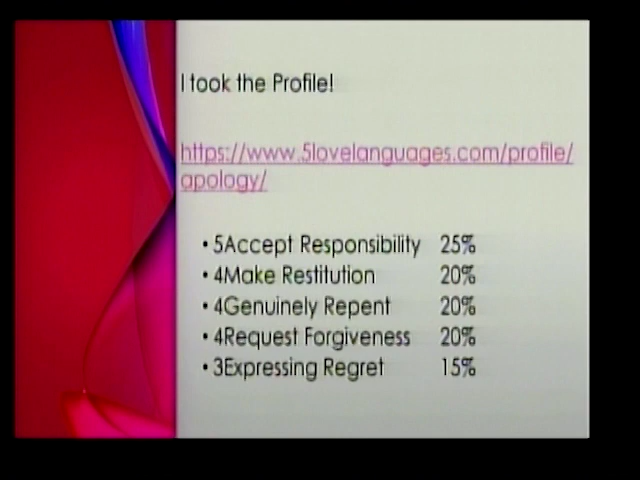 I took the Profile!
https://www.5lovelanguages.com/profile/
apology/
• 5Accept Responsibility 25%
• 4Make Restitution 20%
• 4Genuinely Repent 20%
• 4Request Forgiveness 20%
• 3Expressing Regret 15%